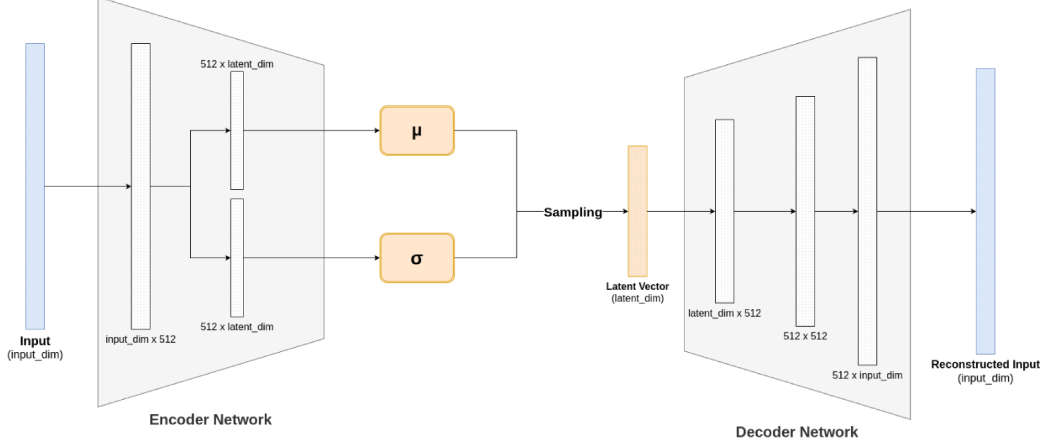 Input
(input_dim)
input_dim x 512
512 x latent_dim
512 x latent_dim
Encoder Network
μ
σ
Sampling
Latent Vector
(latent_dim)
latent_dim x 512
512 x 512
512 x input_dim
Decoder Network
Reconstructed Input
(input_dim)